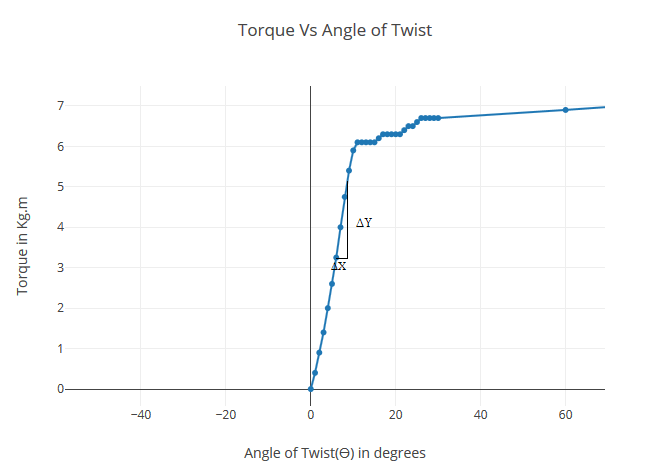 Torque Vs Angle of Twist
7
6
5
4
3
2
1
0
Torque in Kg.m
ΔY
ΔX
−40 −20 0 20 40 60
Angle of Twist(Θ) in degrees